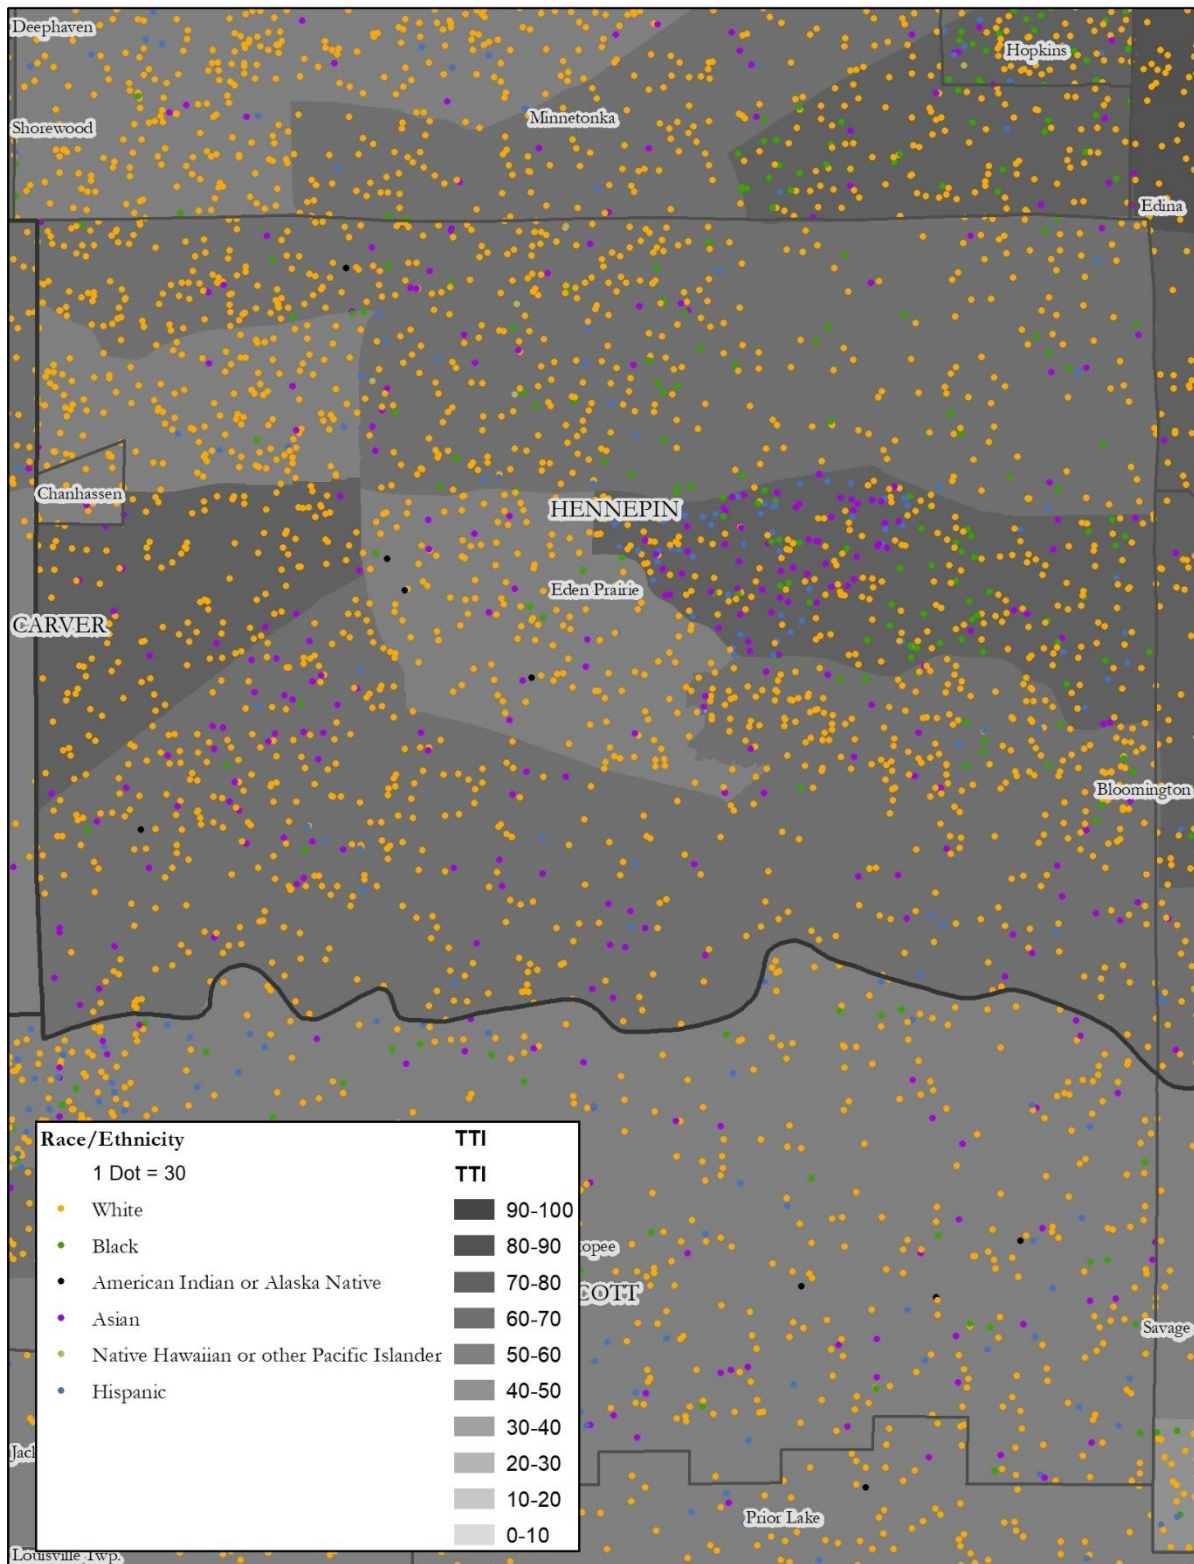 Deephaven
Hopkins
Minnetonka
Shorewood
Edina
Chanhassen
HENNEPIN
Eden Prairie
CARVER
Bloomington
Race/Ethnicity
1 Dot = 30
White
Black
American Indian or Alaska Native
Asian
Native Hawaiian or other Pacific Islander
Hispanic
TTI
TTI
90-100
80-90
70-80
60-70
50-60
40-50
30-40
20-30
10-20
0-10
opee
COTT
Savage
Jack
Prior Lake
Louisville Twp.